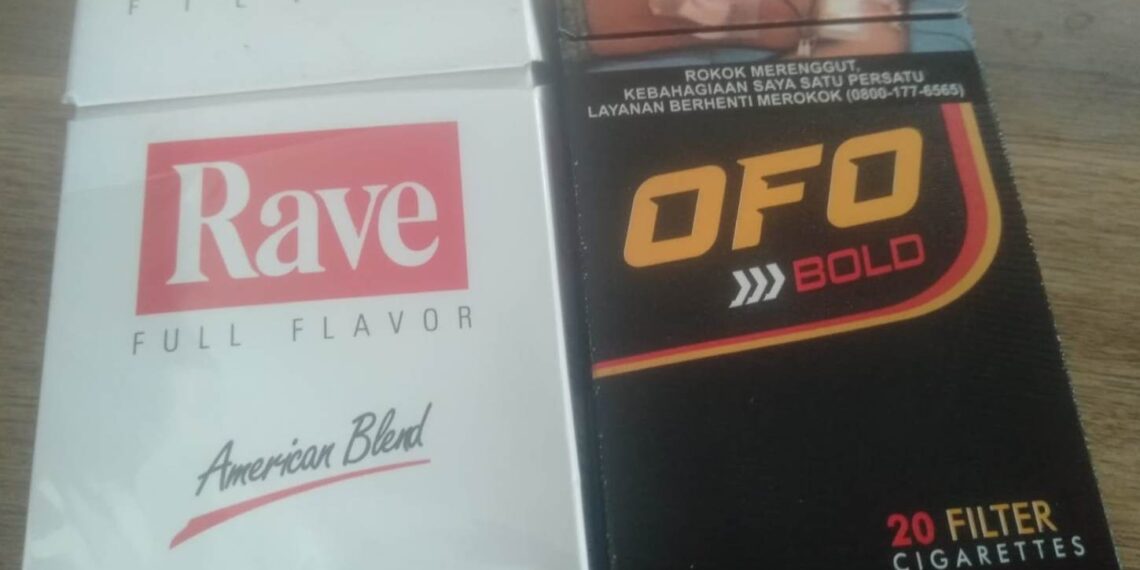 Rave
FULL FLAVOR
American Blend
ROKOK MERENGGUT,
KEBAHAGIAAN SAYA SATU PERSATU
LAYANAN BERHENTI MEROKOK (0800-177-6565)
OFO
BOLD
20 FILTER
CIGARETTES